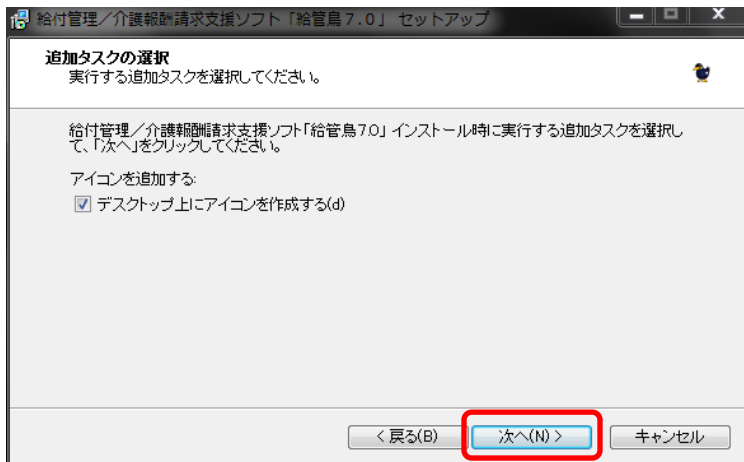 給付管理／介護報酬請求支援ソフト「給管鳥7.0」 セットアップ
追加タスクの選択
実行する追加タスクを選択してください。
給付管理／介護報酬請求支援ソフト「給管鳥7.0」インストール時に実行する追加タスクを選択し
て、「次へ」をクリックしてください。
アイコンを追加する:
デスクトップ上にアイコンを作成する(d)
< 戻る(B)
次へ(N) >
キャンセル